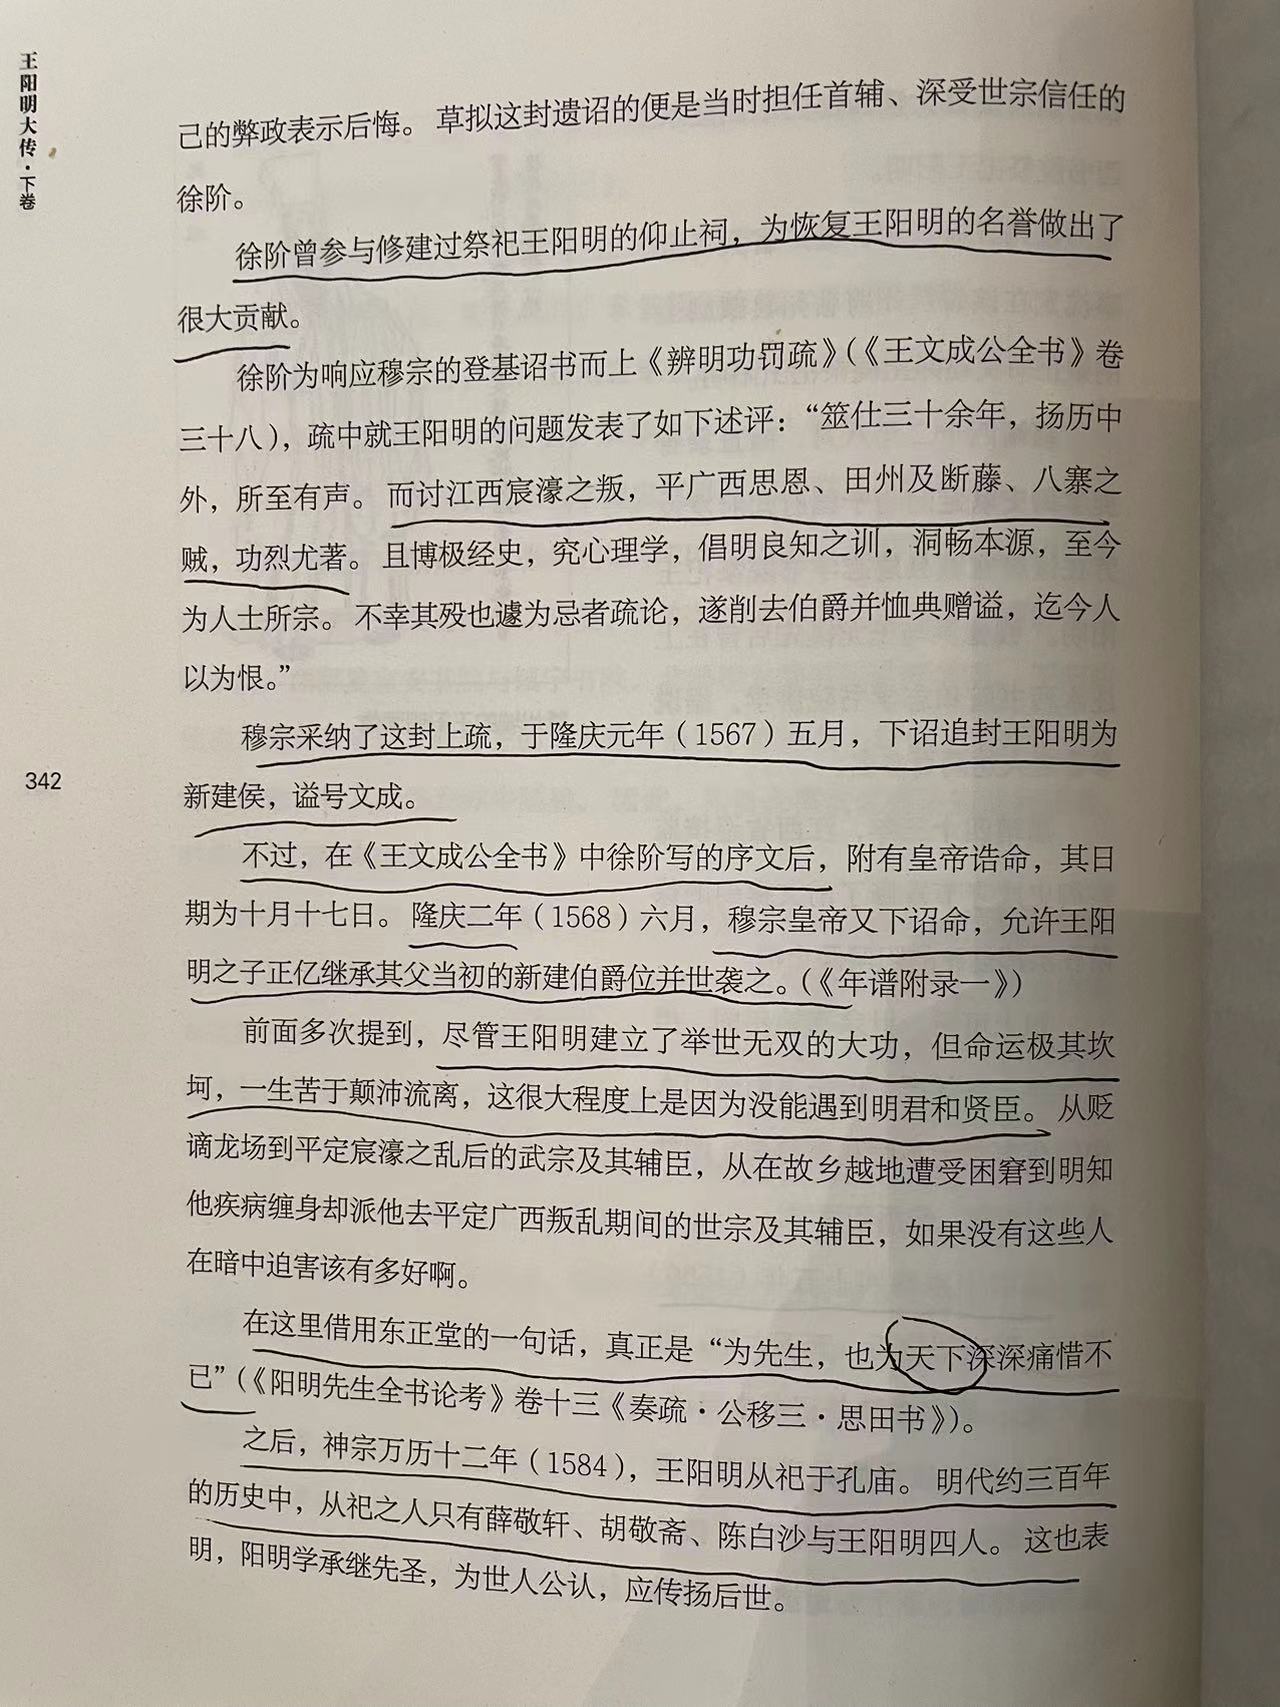 王阳明大传·下卷
己的弊政表示后悔。草拟这封遗诏的便是当时担任首辅、深受世宗信任的
徐阶。
徐阶曾参与修建过祭祀王阳明的仰止祠，为恢复王阳明的名誉做出了
很大贡献。
徐阶为响应穆宗的登基诏书而上《辨明功罚疏》（《王文成公全书》卷
三十八），疏中就王阳明的问题发表了如下述评：“筮仕三十余年，扬历中
外，所至有声。而讨江西宸濠之叛，平广西思恩、田州及断藤、八寨之
贼，功烈尤著。且博极经史，究心理学，倡明良知之训，洞畅本源，至今
为人士所宗。不幸其殁也遽为忌者疏论，遂削去伯爵并恤典赠谥，迄今人
以为恨。”
穆宗采纳了这封上疏，于隆庆元年（1567）五月，下诏追封王阳明为
新建侯，谥号文成。
342
不过，在《王文成公全书》中徐阶写的序文后，附有皇帝诰命，其日
期为十月十七日。隆庆二年（1568）六月，穆宗皇帝又下诏命，允许王阳
明之子正亿继承其父当初的新建伯爵位并世袭之。（《年谱附录一》）
前面多次提到，尽管王阳明建立了举世无双的大功，但命运极其坎
坷，一生苦于颠沛流离，这很大程度上是因为没能遇到明君和贤臣。从贬
谪龙场到平定宸濠之乱后的武宗及其辅臣，从在故乡越地遭受困窘到明知
他疾病缠身却派他去平定广西叛乱期间的世宗及其辅臣，如果没有这些人
在暗中迫害该有多好啊。
在这里借用东正堂的一句话，真正是“为先生，也为天下深深痛惜不
已”（《阳明先生全书论考》卷十三《奏疏·公移三·思田书》）。
之后，神宗万历十二年（1584），王阳明从祀于孔庙。明代约三百年
的历史中，从祀之人只有薛敬轩、胡敬斋、陈白沙与王阳明四人。这也表
明，阳明学承继先圣，为世人公认，应传扬后世。